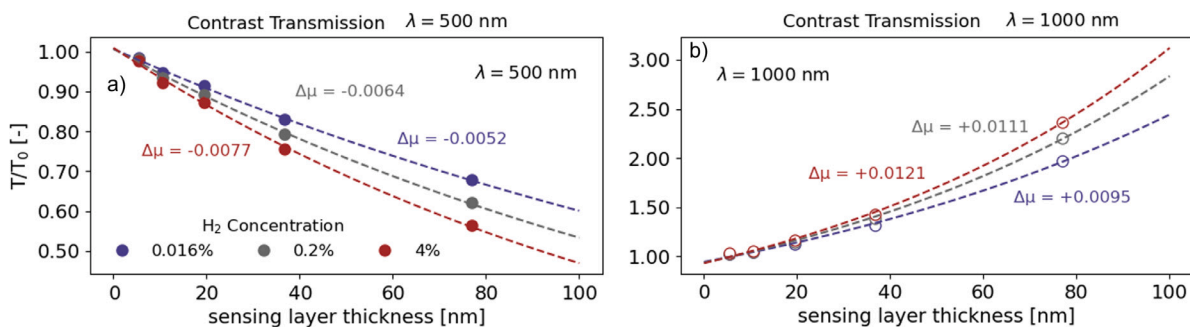 Contrast Transmission λ = 500 nm
a)
λ = 500 nm
Δμ = -0.0064
Δμ = -0.0052
Δμ = -0.0077
H₂ Concentration
0.016% 0.2% 4%
T/T₀ [-]
1.00
0.90
0.80
0.70
0.60
0.50
0 20 40 60 80 100
sensing layer thickness [nm]
Contrast Transmission λ = 1000 nm
b)
λ = 1000 nm
Δμ = +0.0111
Δμ = +0.0121
Δμ = +0.0095
3.00
2.50
2.00
1.50
1.00
0 20 40 60 80 100
sensing layer thickness [nm]